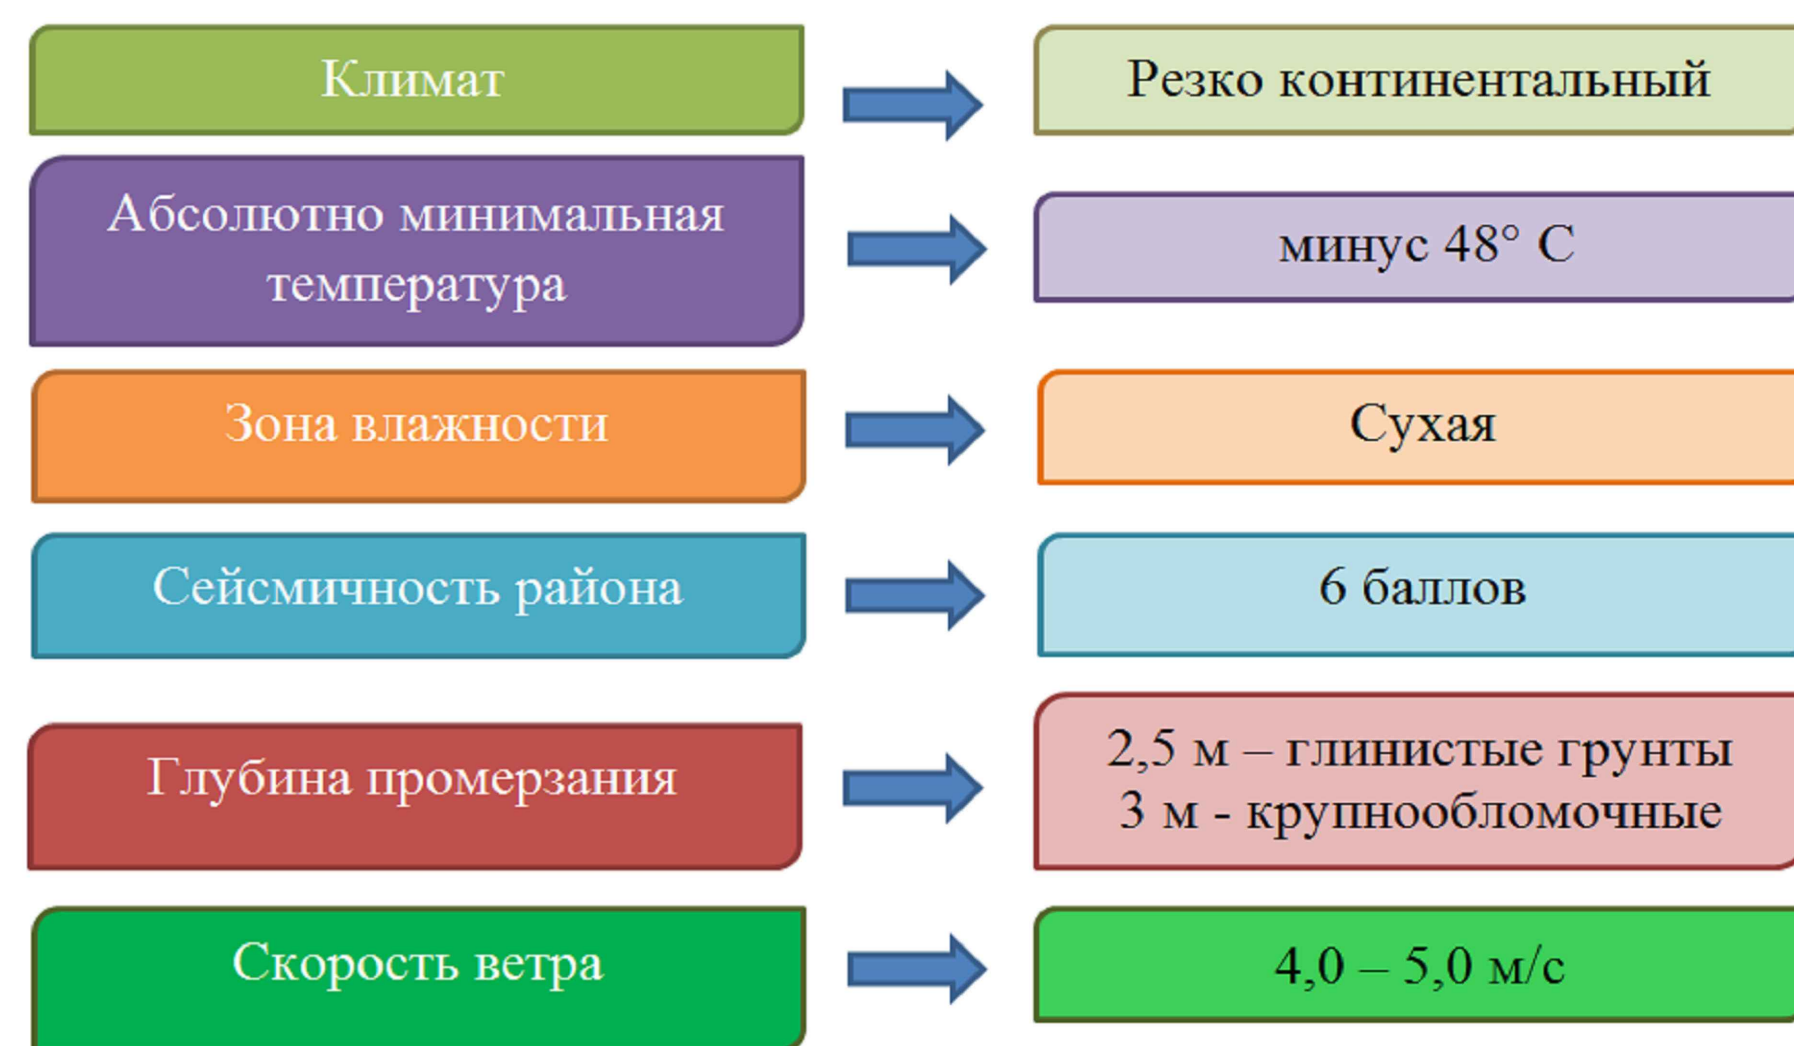 Климат
Резко континентальный
Абсолютно минимальная
температура
минус 48° С
Зона влажности
Сухая
Сейсмичность района
6 баллов
Глубина промерзания
2,5 м – глинистые грунты
3 м - крупнообломочные
Скорость ветра
4,0 – 5,0 м/с